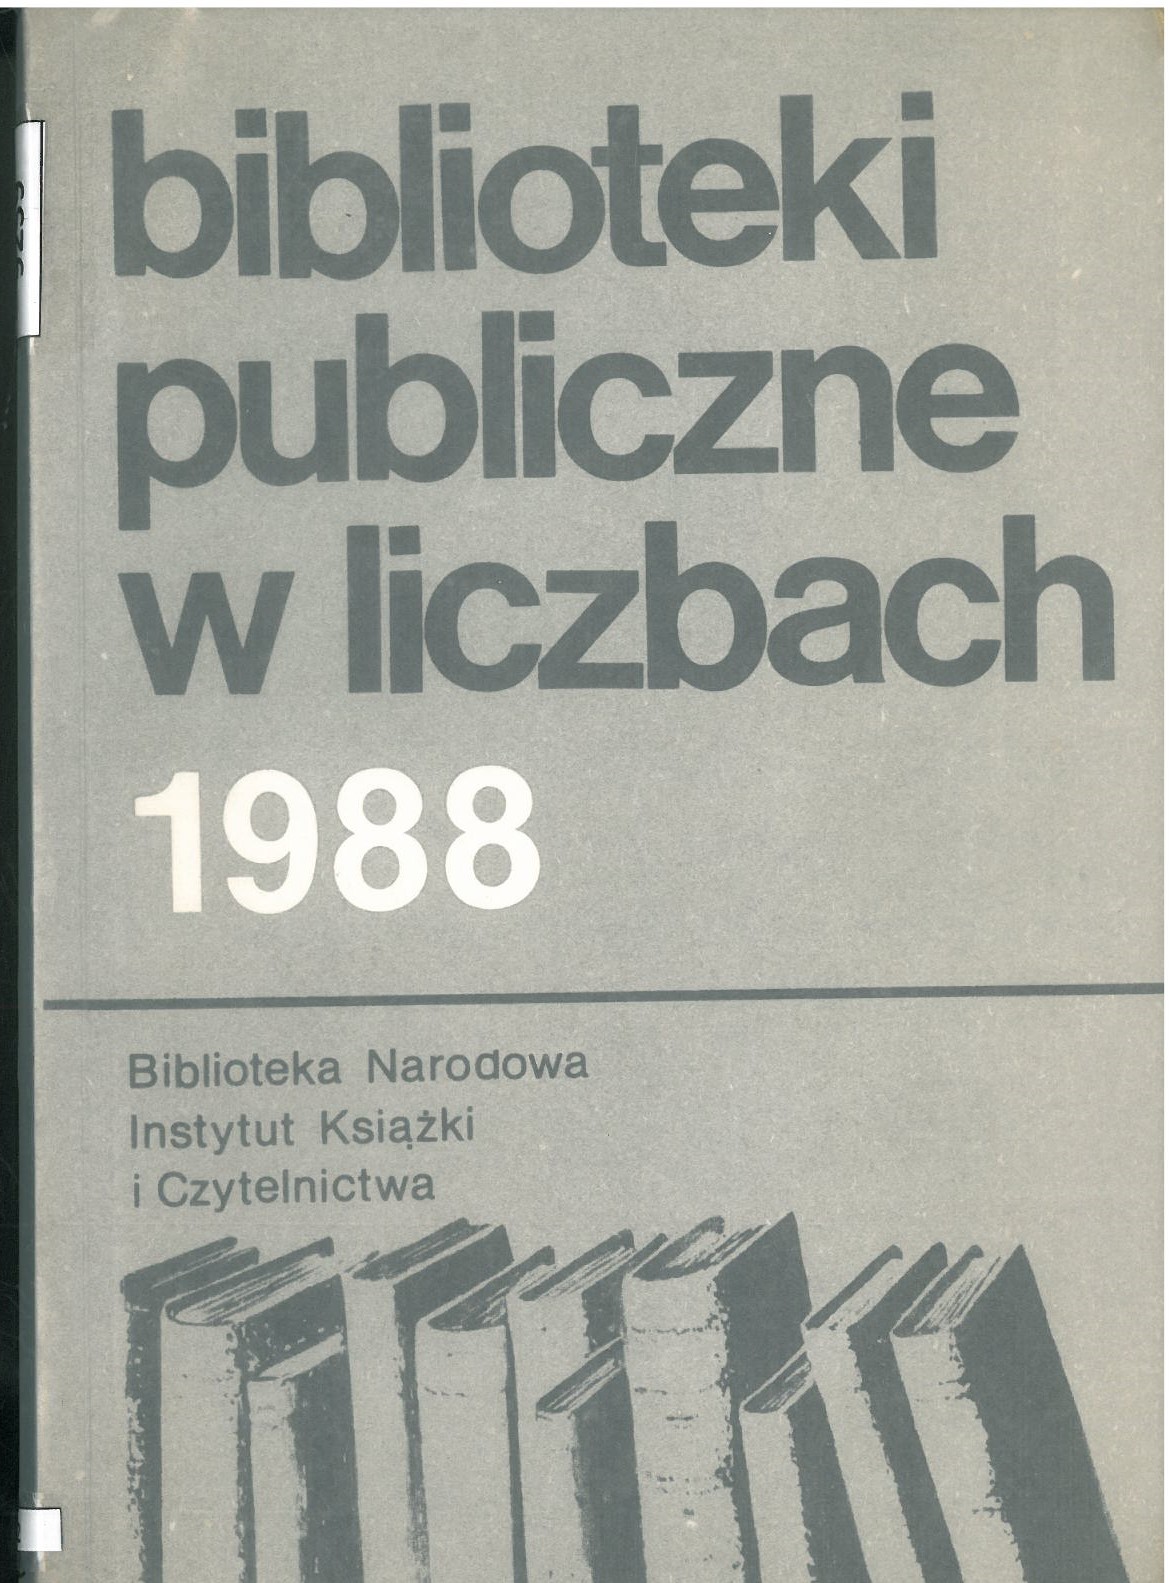 biblioteki
publiczne
w liczbach
1988
Biblioteka Narodowa
Instytut Książki
i Czytelnictwa